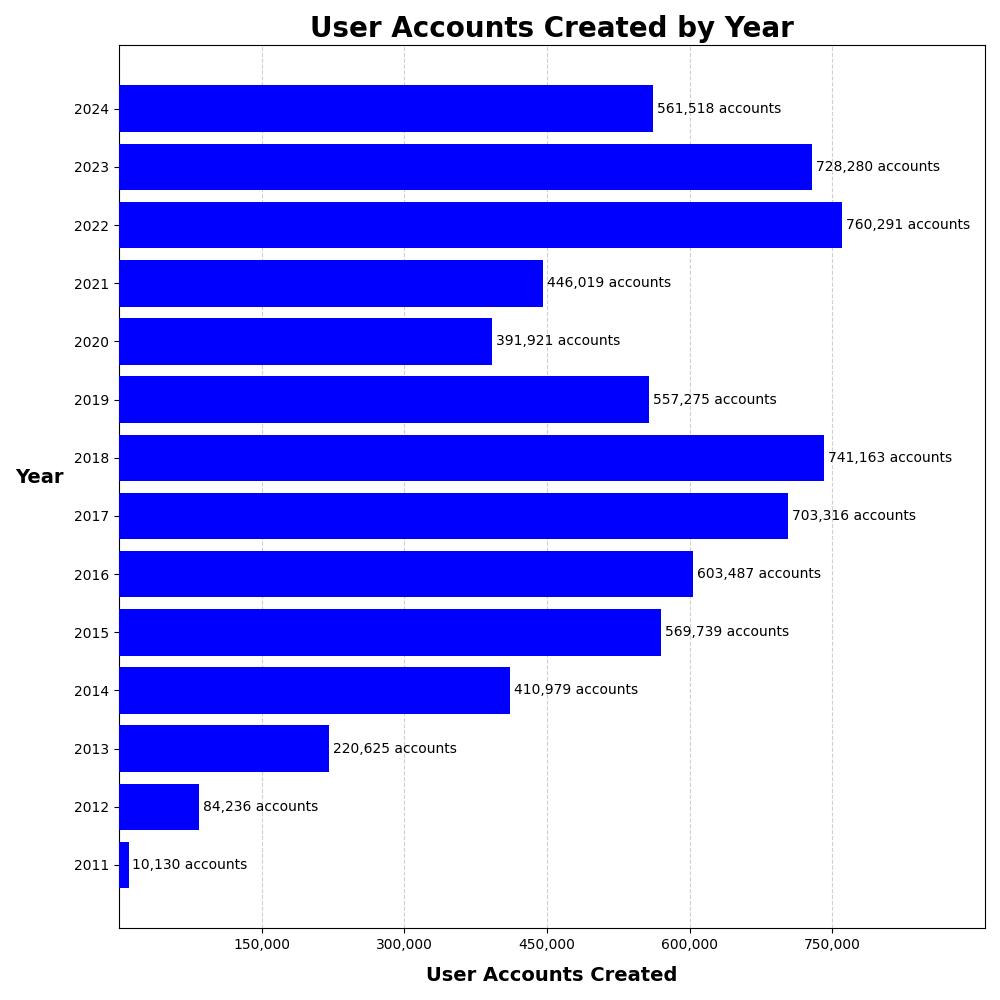 User Accounts Created by Year
2024 561,518 accounts
2023 728,280 accounts
2022 760,291 accounts
2021 446,019 accounts
2020 391,921 accounts
2019 557,275 accounts
2018 741,163 accounts
Year
2017 703,316 accounts
2016 603,487 accounts
2015 569,739 accounts
2014 410,979 accounts
2013 220,625 accounts
2012 84,236 accounts
2011 10,130 accounts
150,000 300,000 450,000 600,000 750,000
User Accounts Created